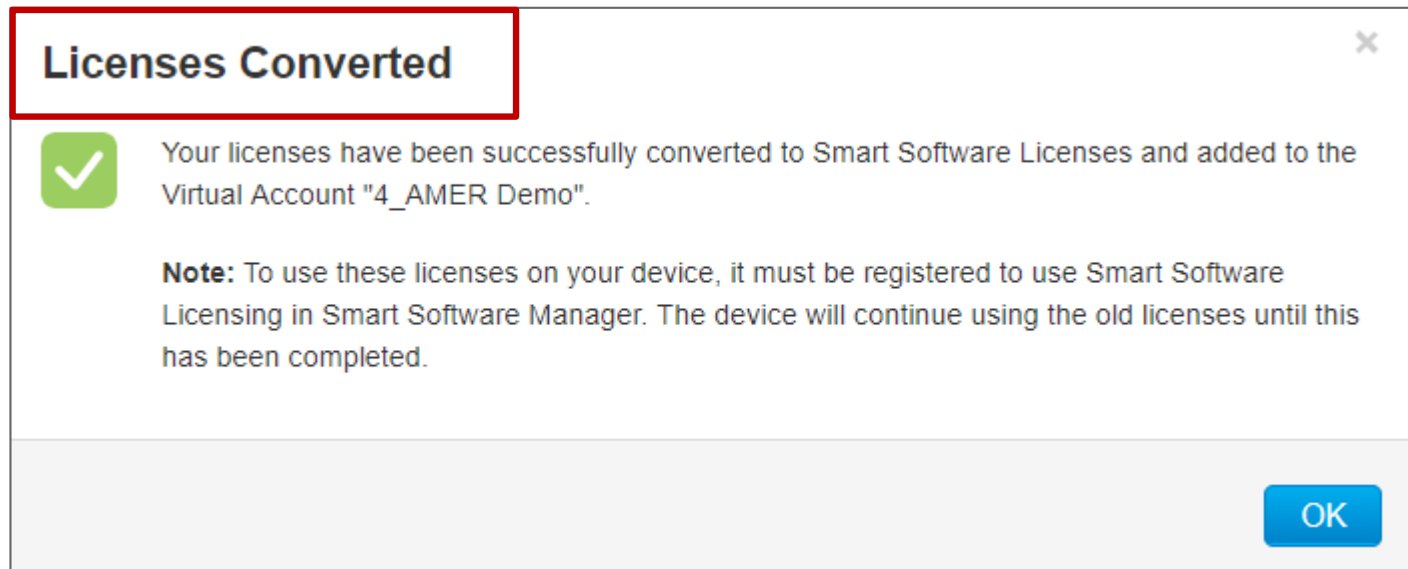 Licenses Converted
Your licenses have been successfully converted to Smart Software Licenses and added to the
Virtual Account "4_AMER Demo".
Note: To use these licenses on your device, it must be registered to use Smart Software
Licensing in Smart Software Manager. The device will continue using the old licenses until this
has been completed.
OK